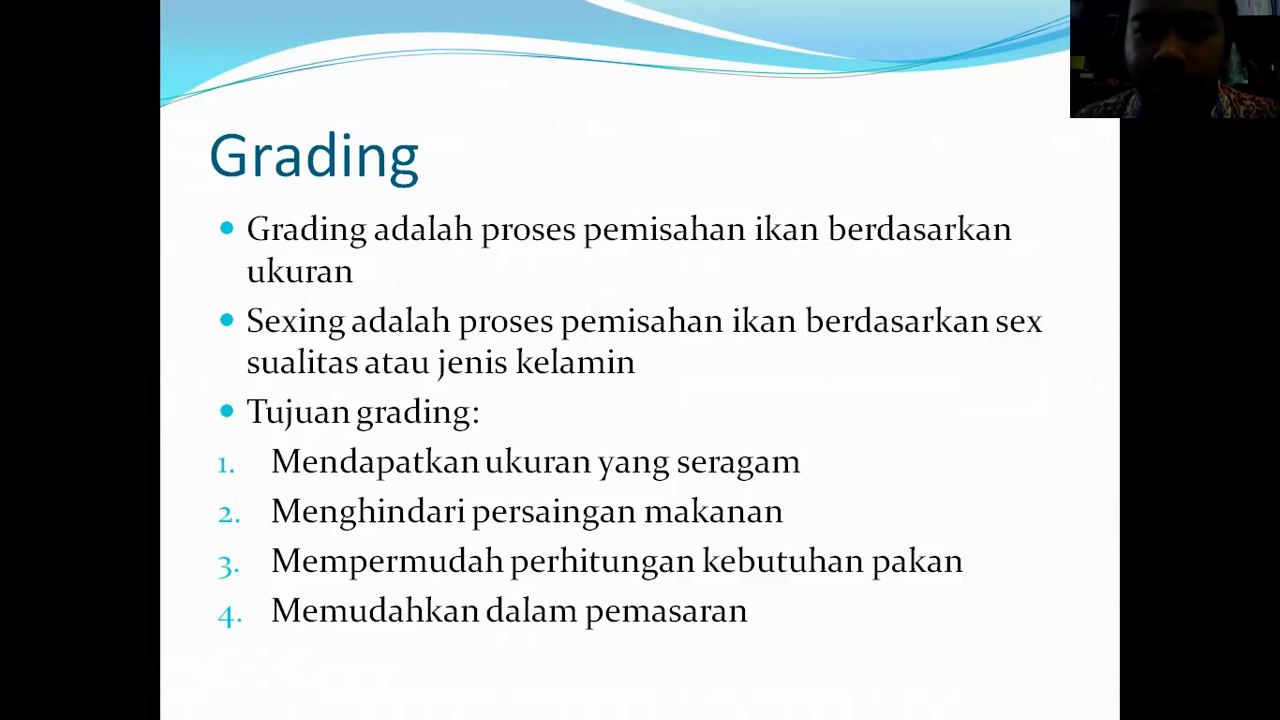 Grading
• Grading adalah proses pemisahan ikan berdasarkan
ukuran
• Sexing adalah proses pemisahan ikan berdasarkan sex
sualitas atau jenis kelamin
• Tujuan grading:
1. Mendapatkan ukuran yang seragam
2. Menghindari persaingan makanan
3. Mempermudah perhitungan kebutuhan pakan
4. Memudahkan dalam pemasaran